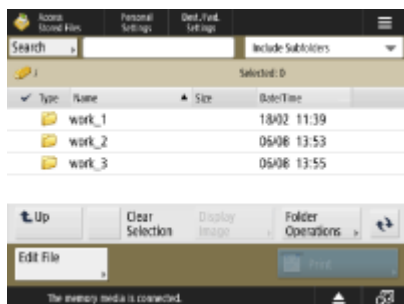 Access Stored Files
Personal Settings
Dest./Fwd. Settings
Search
Include Subfolders
/
Selected: 0
Type Name Size Date/Time
work_1 18/02 11:39
work_2 06/08 13:53
work_3 06/08 13:55
Up
Clear Selection
Display Image
Folder Operations
Edit File
Print
The memory media is connected.